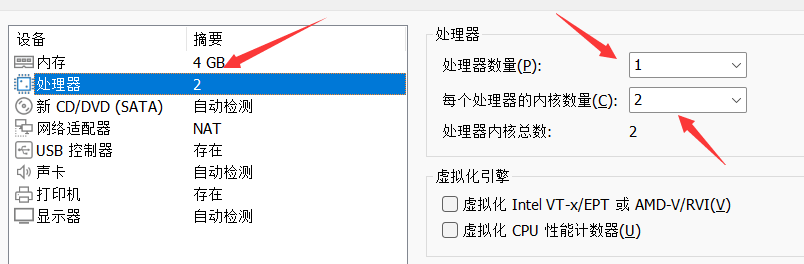 设备 摘要
内存 4 GB
处理器 2
新 CD/DVD (SATA) 自动检测
网络适配器 NAT
USB 控制器 存在
声卡 自动检测
打印机 存在
显示器 自动检测
处理器
处理器数量(P): 1
每个处理器的内核数量(C): 2
处理器内核总数: 2
虚拟化引擎
虚拟化 Intel VT-x/EPT 或 AMD-V/RVI(V)
虚拟化 CPU 性能计数器(U)